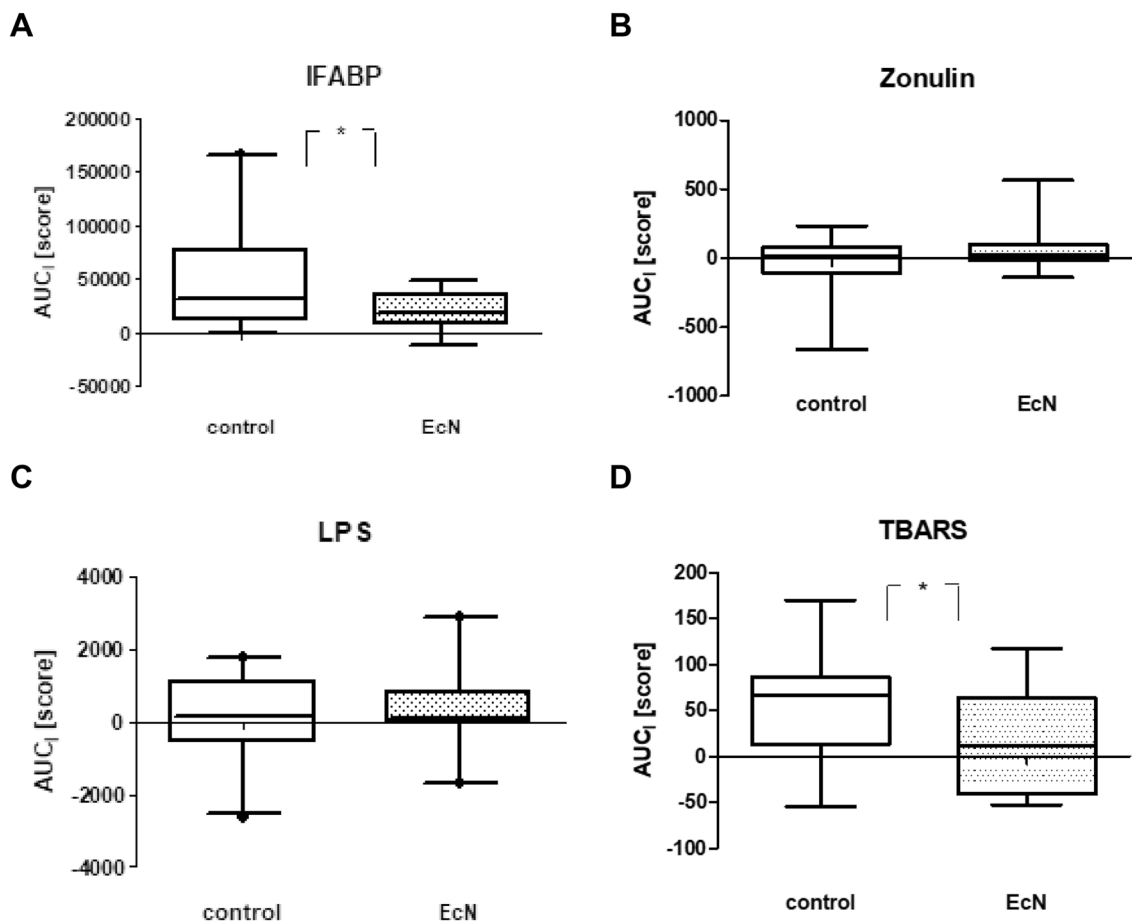 A
IFABP
AUCI [score]
200000
150000
100000
50000
0
-50000
*
control EcN
B
Zonulin
AUCI [score]
1000
500
0
-500
-1000
control EcN
C
LPS
AUCI [score]
4000
2000
0
-2000
-4000
control EcN
D
TBARS
AUCI [score]
200
150
100
50
0
-50
-100
*
control EcN